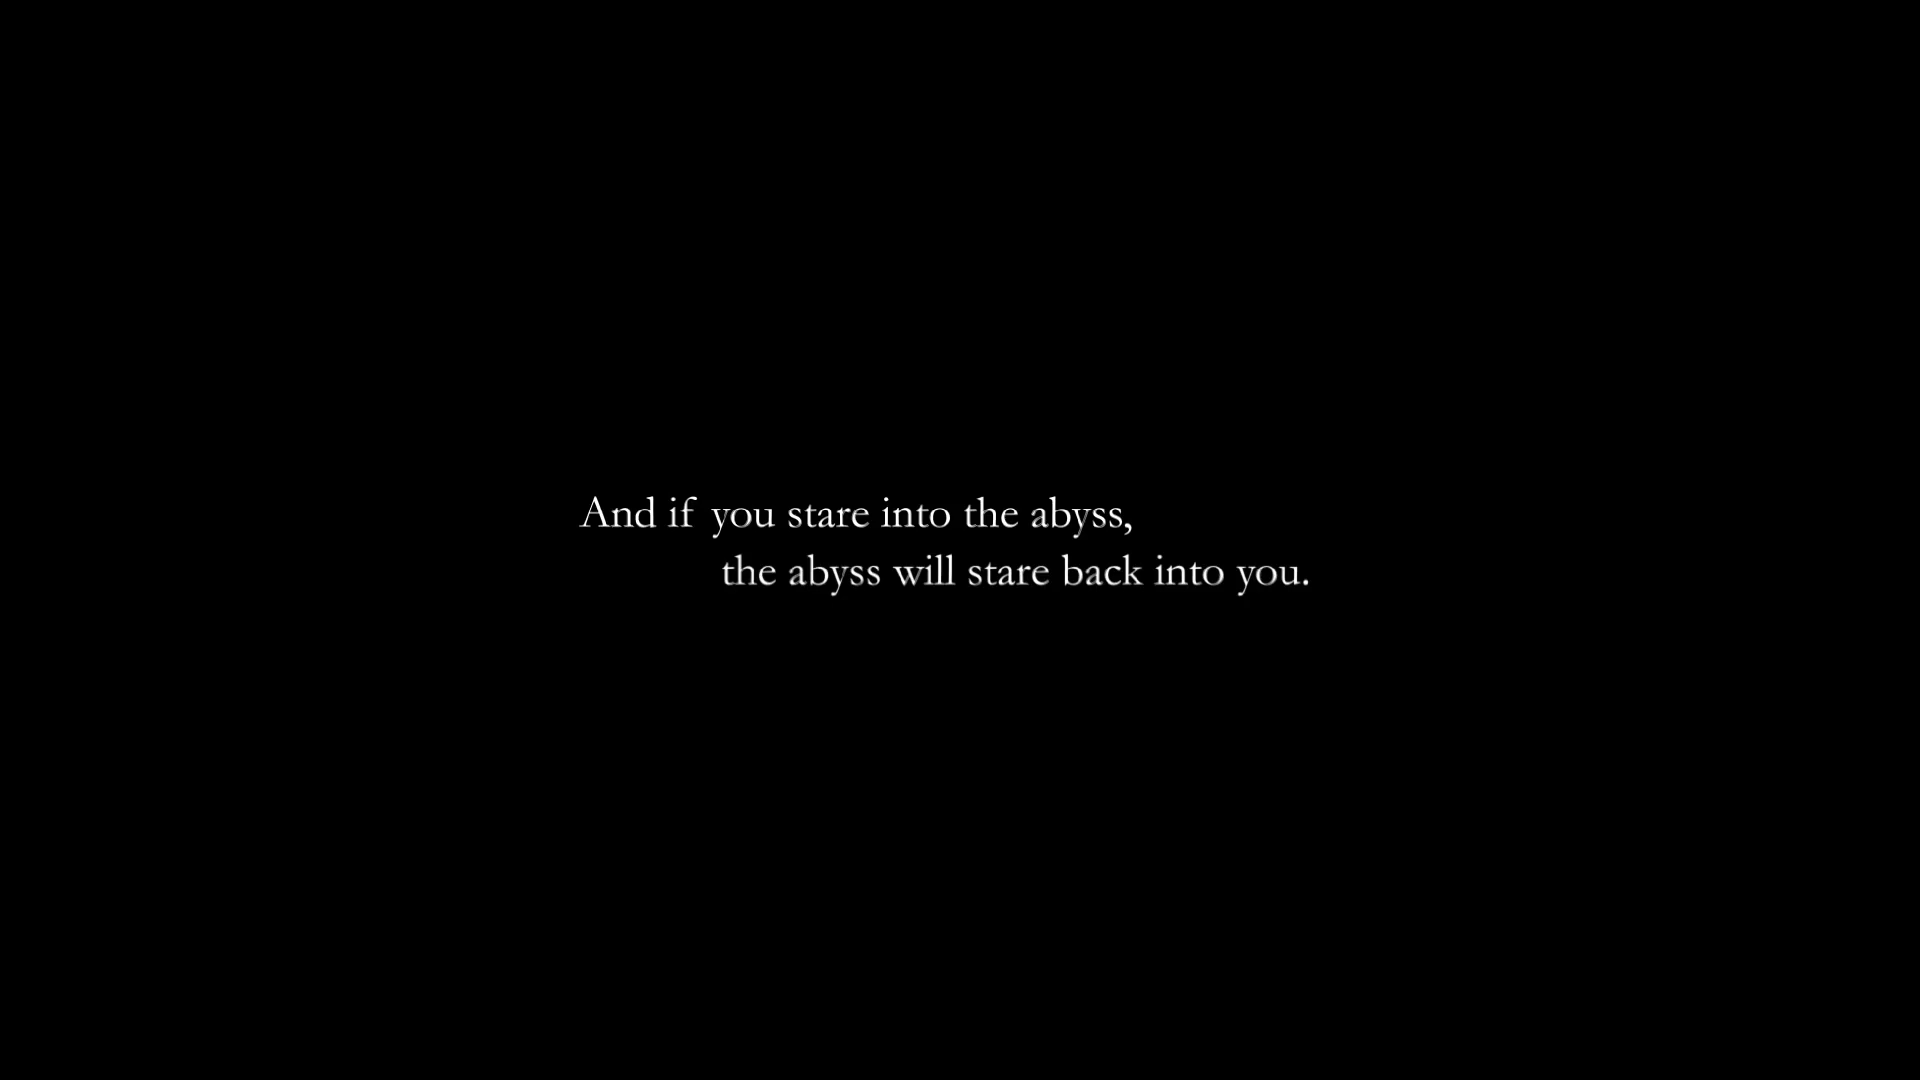 And if you stare into the abyss,
the abyss will stare back into you.